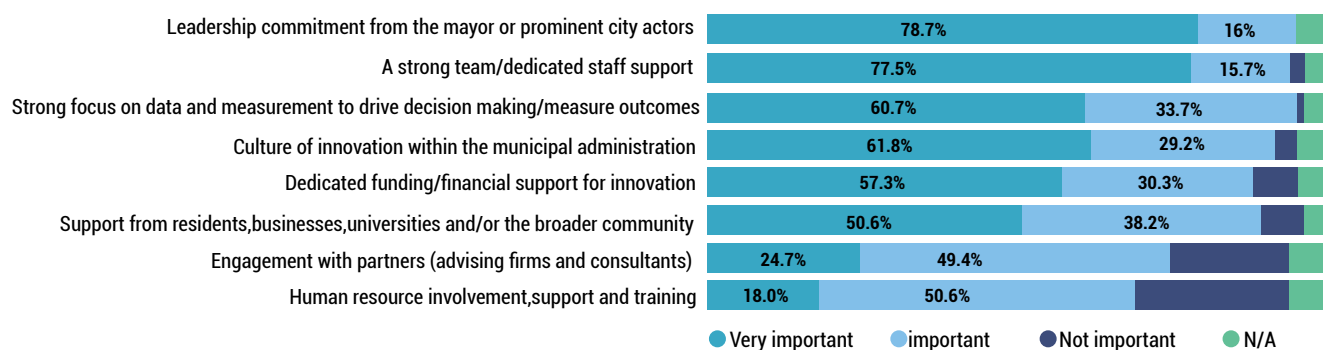 Leadership commitment from the mayor or prominent city actors 78.7% 16%
A strong team/dedicated staff support 77.5% 15.7%
Strong focus on data and measurement to drive decision making/measure outcomes 60.7% 33.7%
Culture of innovation within the municipal administration 61.8% 29.2%
Dedicated funding/financial support for innovation 57.3% 30.3%
Support from residents,businesses,universities and/or the broader community 50.6% 38.2%
Engagement with partners (advising firms and consultants) 24.7% 49.4%
Human resource involvement,support and training 18.0% 50.6%
Very important important Not important N/A